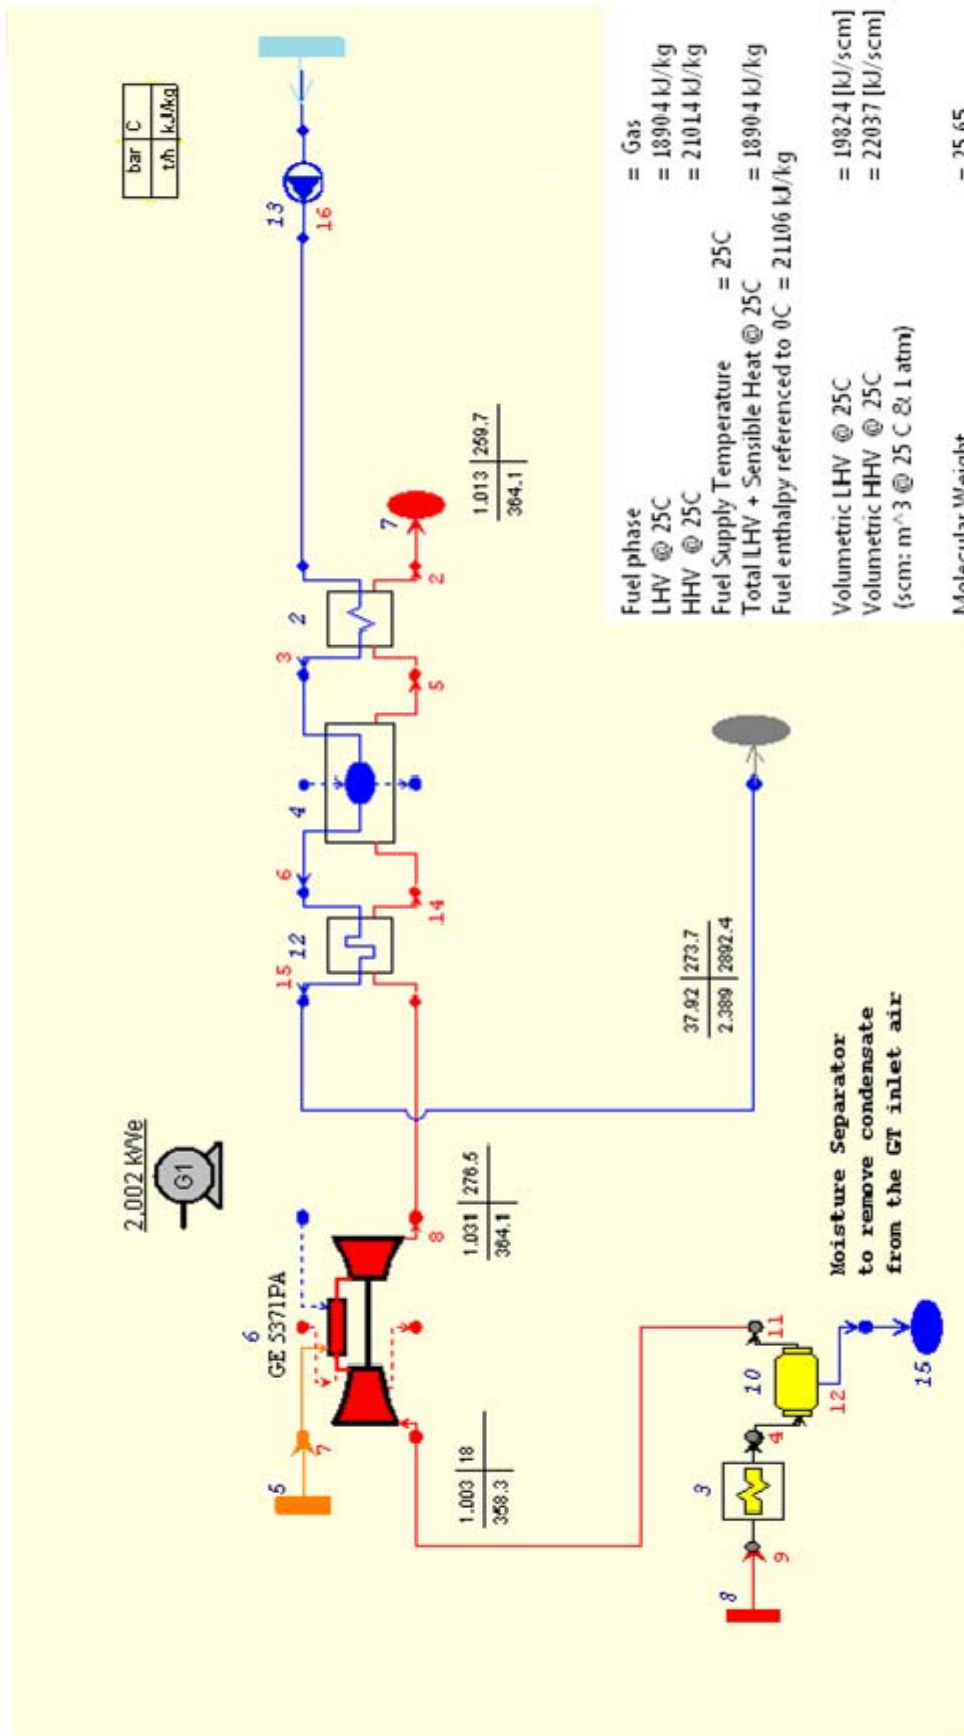 bar C
t/h kJ/kg
2,002 kWe
G1
6
GE 5371PA
5
7
8
1.003 18
358.3
1.031 276.5
364.1
15
12
14
6
4
5
3
2
2
7
1.013 259.7
364.1
13
16
37.92 273.7
2.389 2892.4
8
9
3
4
10
11
12
15
Moisture Separator
to remove condensate
from the GT inlet air
Fuel phase = Gas
LHV @ 25C = 18904 kJ/kg
HHV @ 25C = 21014 kJ/kg
Fuel Supply Temperature = 25C
Total LHV + Sensible Heat @ 25C = 18904 kJ/kg
Fuel enthalpy referenced to 0C = 21106 kJ/kg
Volumetric LHV @ 25C = 19824 [kJ/scm]
Volumetric HHV @ 25C = 22037 [kJ/scm]
(scm: m^3 @ 25 C & 1 atm)
Molecular Weight = 25.65